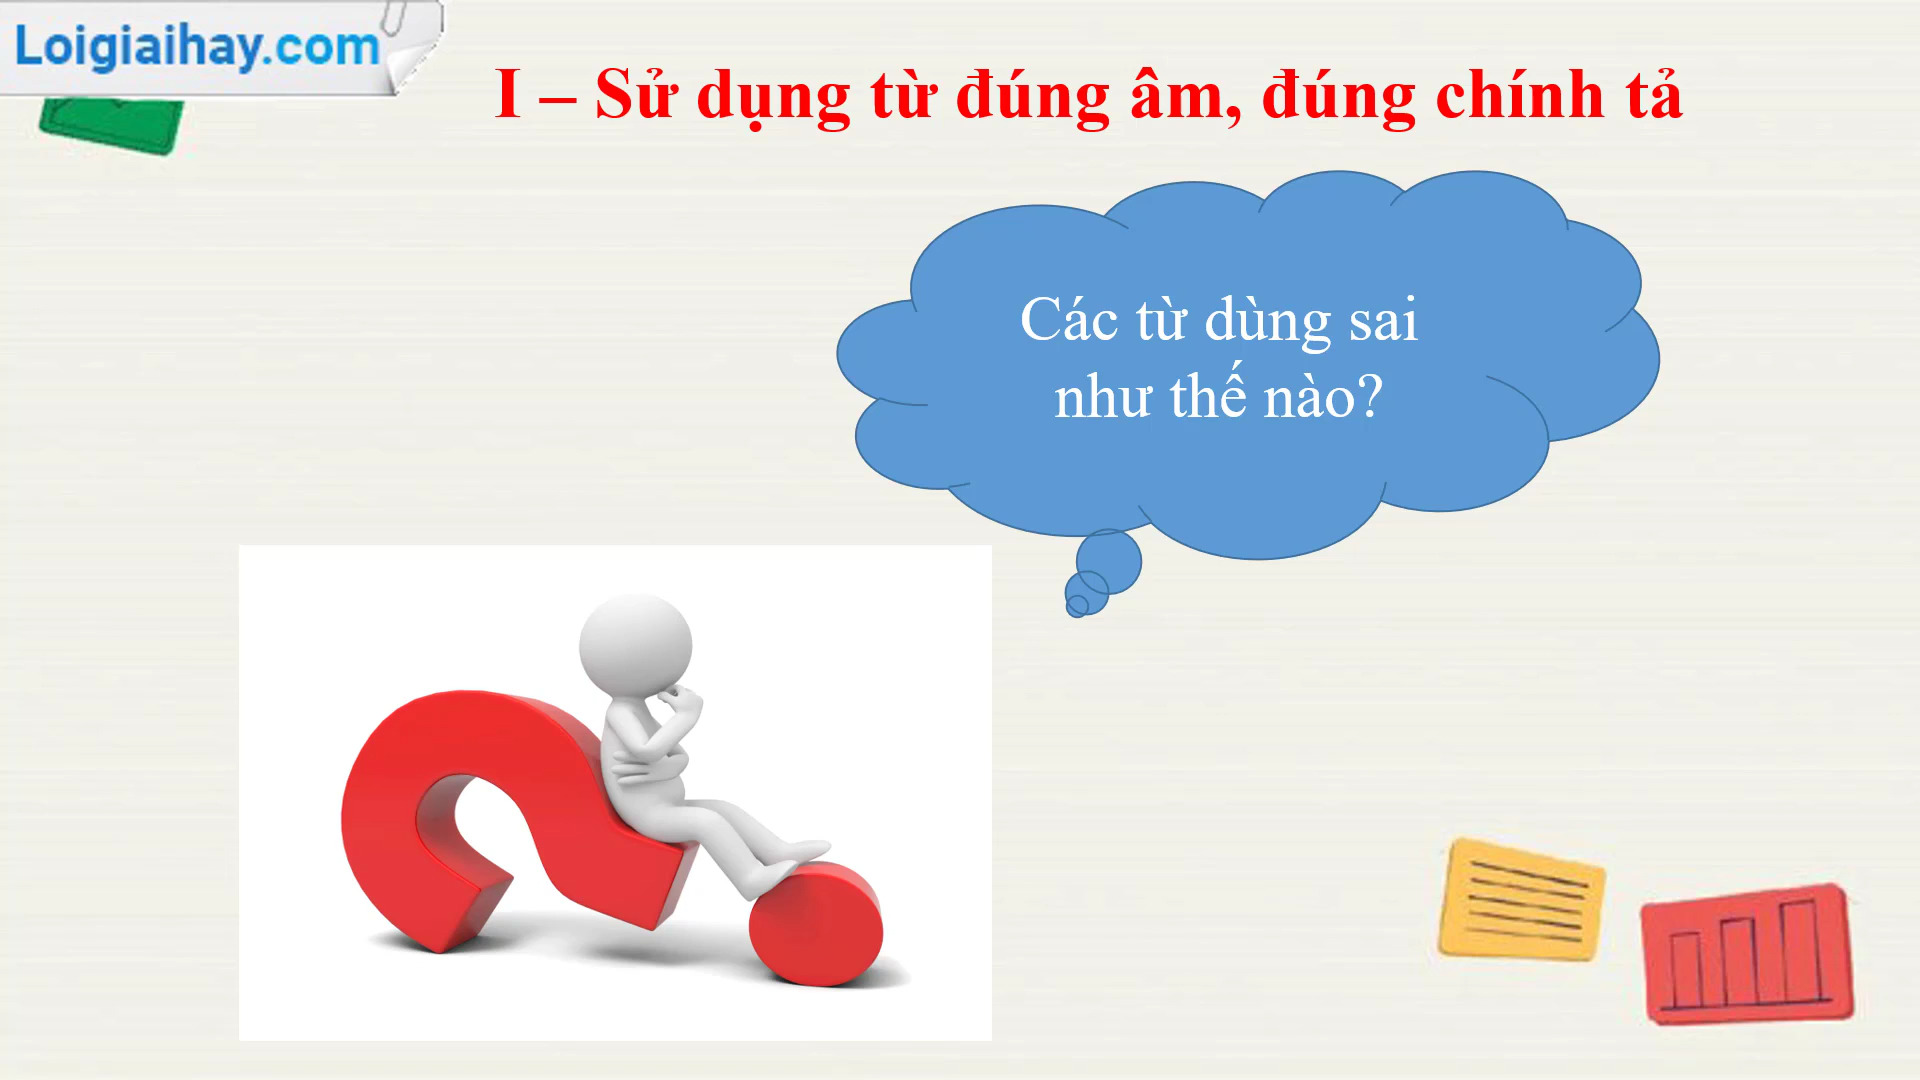 Loigiaihay.com
I – Sử dụng từ đúng âm, đúng chính tả
Các từ dùng sai
như thế nào?